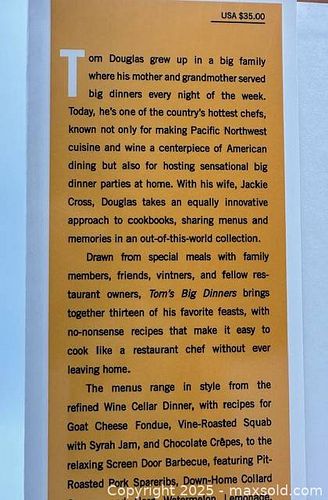 USA $35.00
Tom Douglas grew up in a big family
where his mother and grandmother served
big dinners every night of the week.
Today, he's one of the country's hottest chefs,
known not only for making Pacific Northwest
cuisine and wine a centerpiece of American
dining but also for hosting sensational big
dinner parties at home. With his wife, Jackie
Cross, Douglas takes an equally innovative
approach to cookbooks, sharing menus and
memories in an out-of-this-world collection.
Drawn from special meals with family
members, friends, vintners, and fellow res-
taurant owners, Tom's Big Dinners brings
together thirteen of his favorite feasts, with
no-nonsense recipes that make it easy to
cook like a restaurant chef without ever
leaving home.
The menus range in style from the
refined Wine Cellar Dinner, with recipes for
Goat Cheese Fondue, Vine-Roasted Squab
with Syrah Jam, and Chocolate Crêpes, to the
relaxing Screen Door Barbecue, featuring Pit-
Roasted Pork Spareribs, Down-Home Collard
Watermelon Lemonade,
Copyright 2025 - maxsold.com